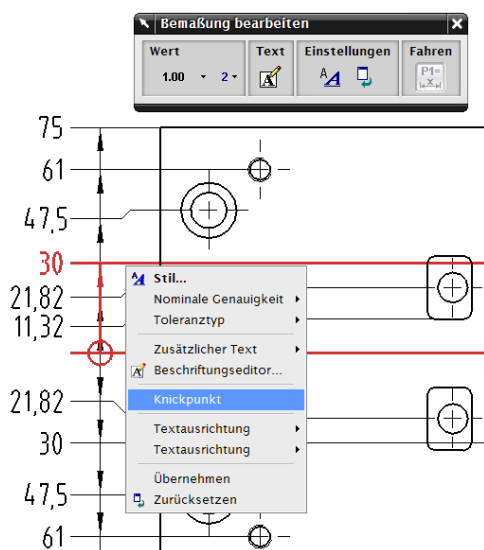 Bemaßung bearbeiten
Wert Text Einstellungen Fahren
1.00 2 A AA P1= x
75
61
47,5
30
21,82
11,32
21,82
30
47,5
61
Stil...
Nominale Genauigkeit
Toleranztyp
Zusätzlicher Text
Beschriftungseditor...
Knickpunkt
Textausrichtung
Textausrichtung
Übernehmen
Zurücksetzen